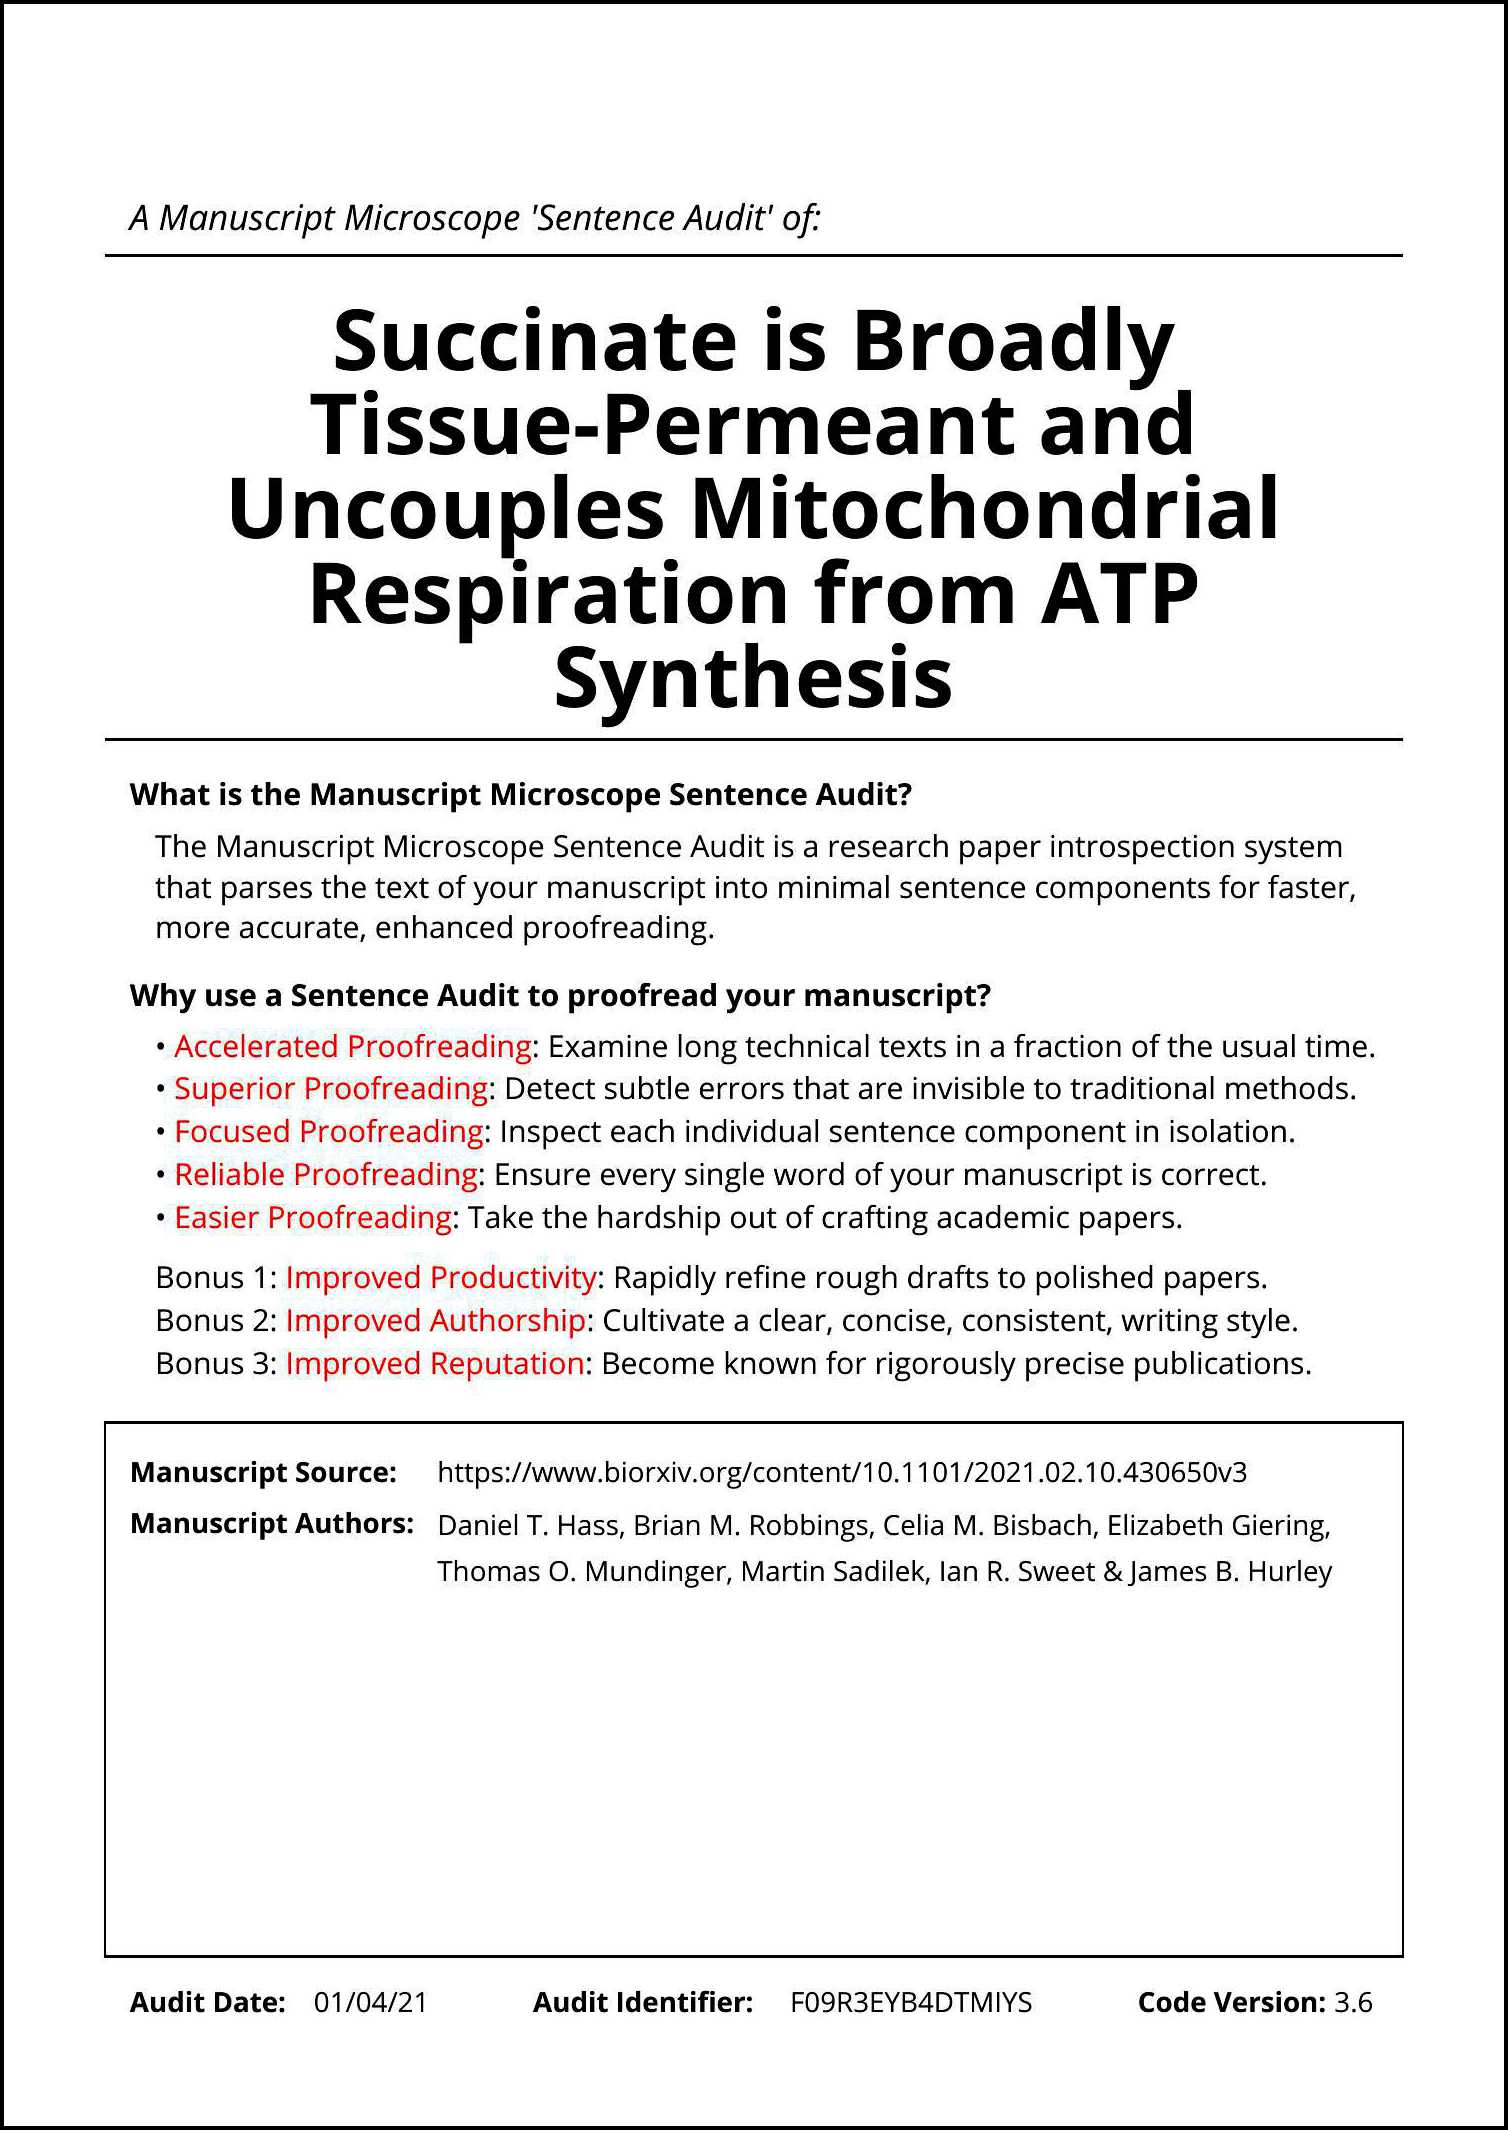 A Manuscript Microscope 'Sentence Audit' of:
Succinate is Broadly
Tissue-Permeant and
Uncouples Mitochondrial
Respiration from ATP
Synthesis
What is the Manuscript Microscope Sentence Audit?
The Manuscript Microscope Sentence Audit is a research paper introspection system
that parses the text of your manuscript into minimal sentence components for faster,
more accurate, enhanced proofreading.
Why use a Sentence Audit to proofread your manuscript?
• Accelerated Proofreading: Examine long technical texts in a fraction of the usual time.
• Superior Proofreading: Detect subtle errors that are invisible to traditional methods.
• Focused Proofreading: Inspect each individual sentence component in isolation.
• Reliable Proofreading: Ensure every single word of your manuscript is correct.
• Easier Proofreading: Take the hardship out of crafting academic papers.
Bonus 1: Improved Productivity: Rapidly refine rough drafts to polished papers.
Bonus 2: Improved Authorship: Cultivate a clear, concise, consistent, writing style.
Bonus 3: Improved Reputation: Become known for rigorously precise publications.
Manuscript Source: https://www.biorxiv.org/content/10.1101/2021.02.10.430650v3
Manuscript Authors: Daniel T. Hass, Brian M. Robbings, Celia M. Bisbach, Elizabeth Giering,
Thomas O. Mundinger, Martin Sadilek, Ian R. Sweet & James B. Hurley
Audit Date: 01/04/21 Audit Identifier: F09R3EYB4DTMIYS Code Version: 3.6